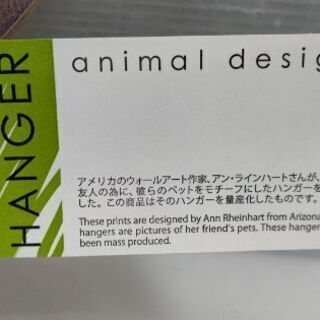 HANGER
animal desig
アメリカのウォールアート作家、アン・ラインハートさんが、
友人の為に、彼らのペットをモチーフにしたハンガーを
した。この商品はそのハンガーを量産化したものです。
These prints are designed by Ann Rheinhart from Arizona
hangers are pictures of her friend's pets. These hanger
been mass produced.